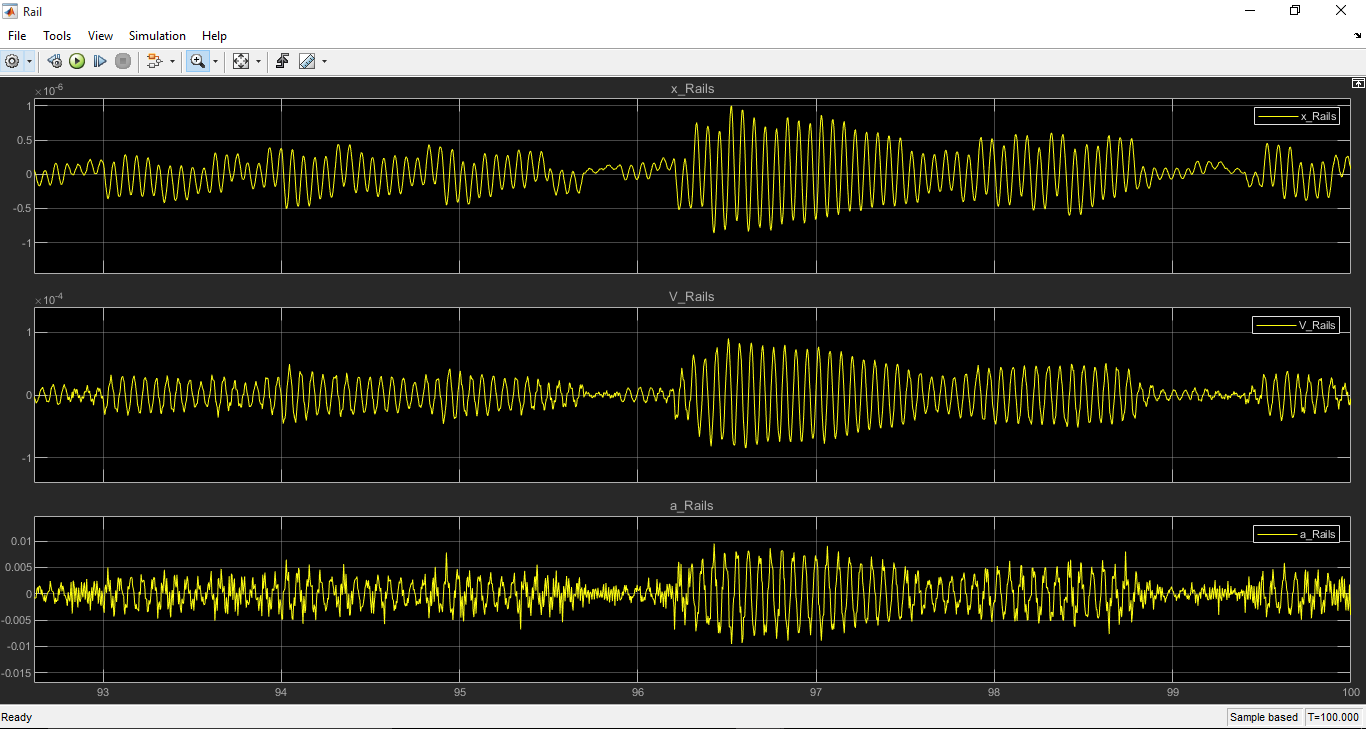 Rail
File Tools View Simulation Help
×10-6
x_Rails
1
0.5
0
-0.5
-1
x_Rails
×10-4
V_Rails
1
0
-1
V_Rails
a_Rails
0.01
0.005
0
-0.005
-0.01
-0.015
a_Rails
93 94 95 96 97 98 99 100
Ready Sample based T=100.000